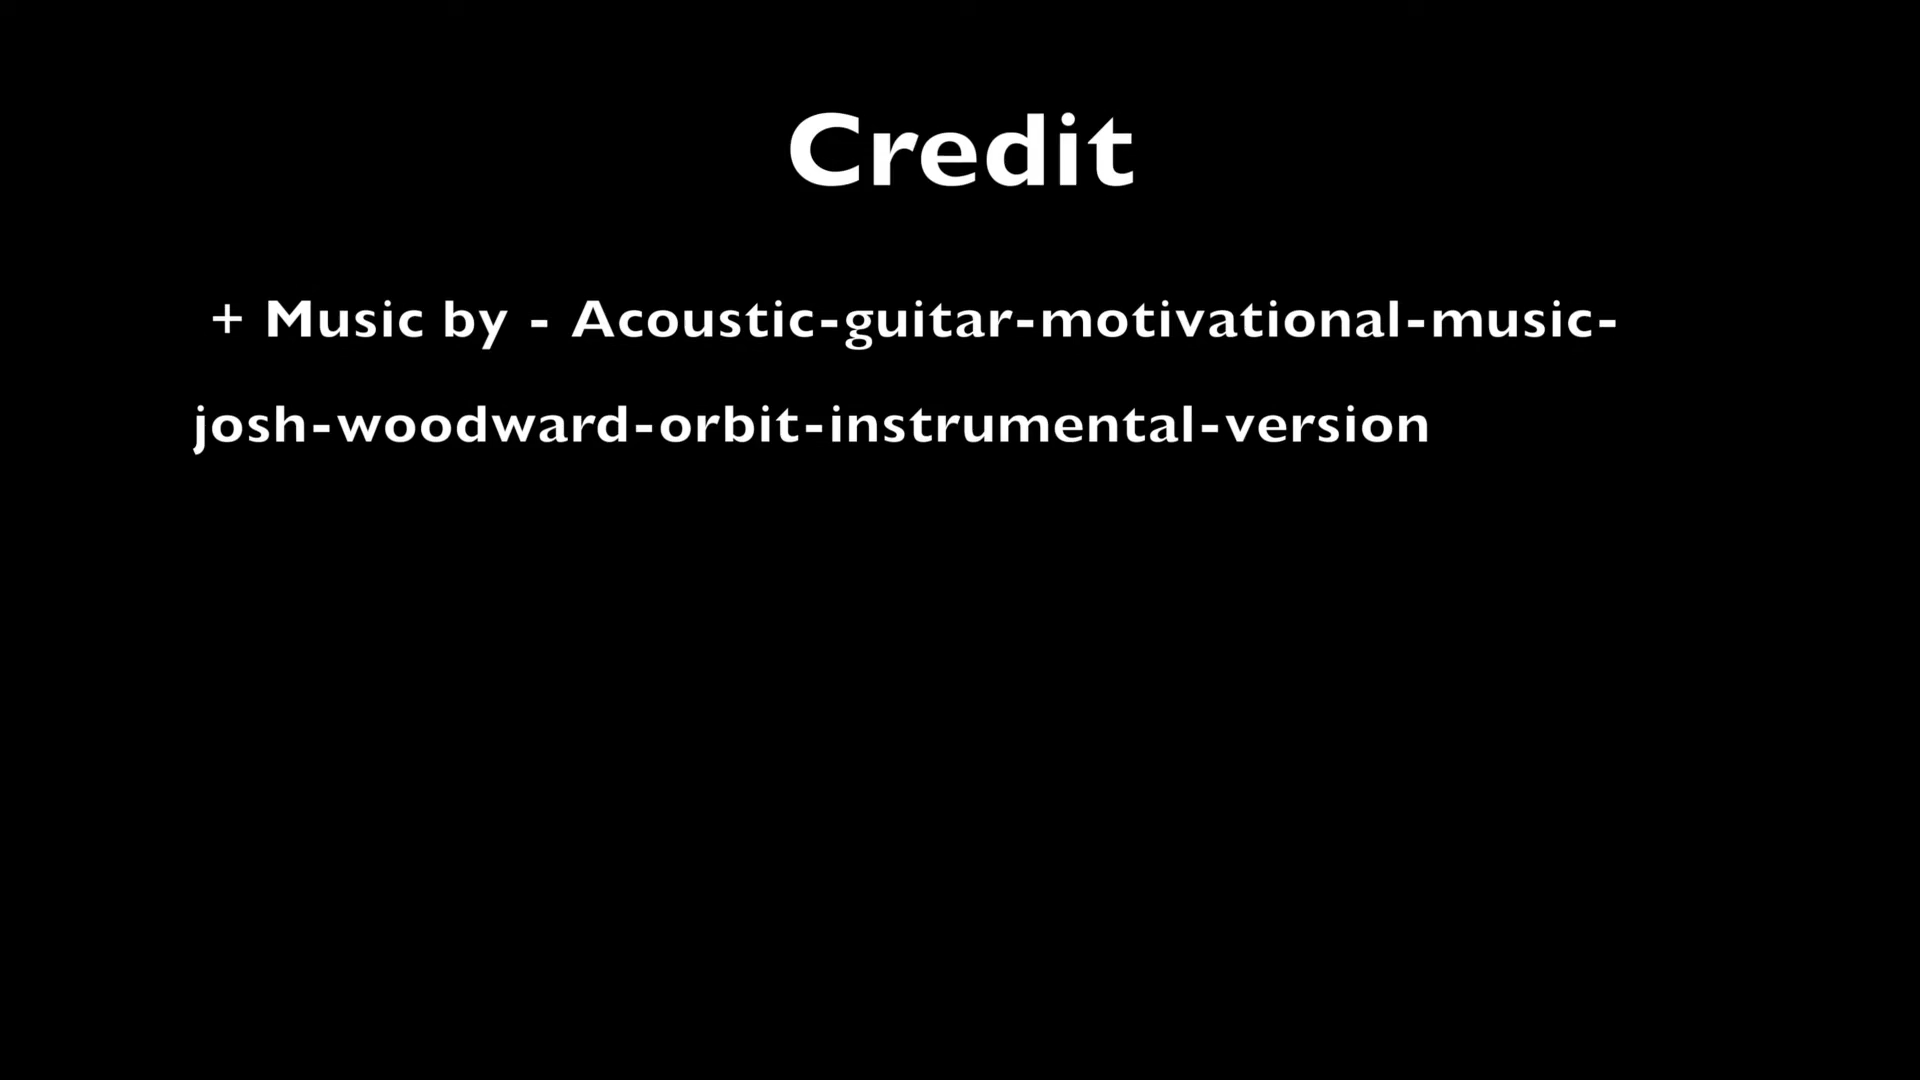 Credit
+ Music by - Acoustic-guitar-motivational-music-
josh-woodward-orbit-instrumental-version